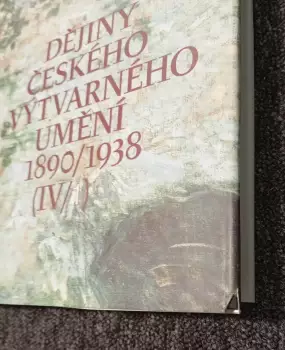 DĚJINY
ČESKÉHO
VÝTVARNÉHO
UMĚNÍ
1890/1938